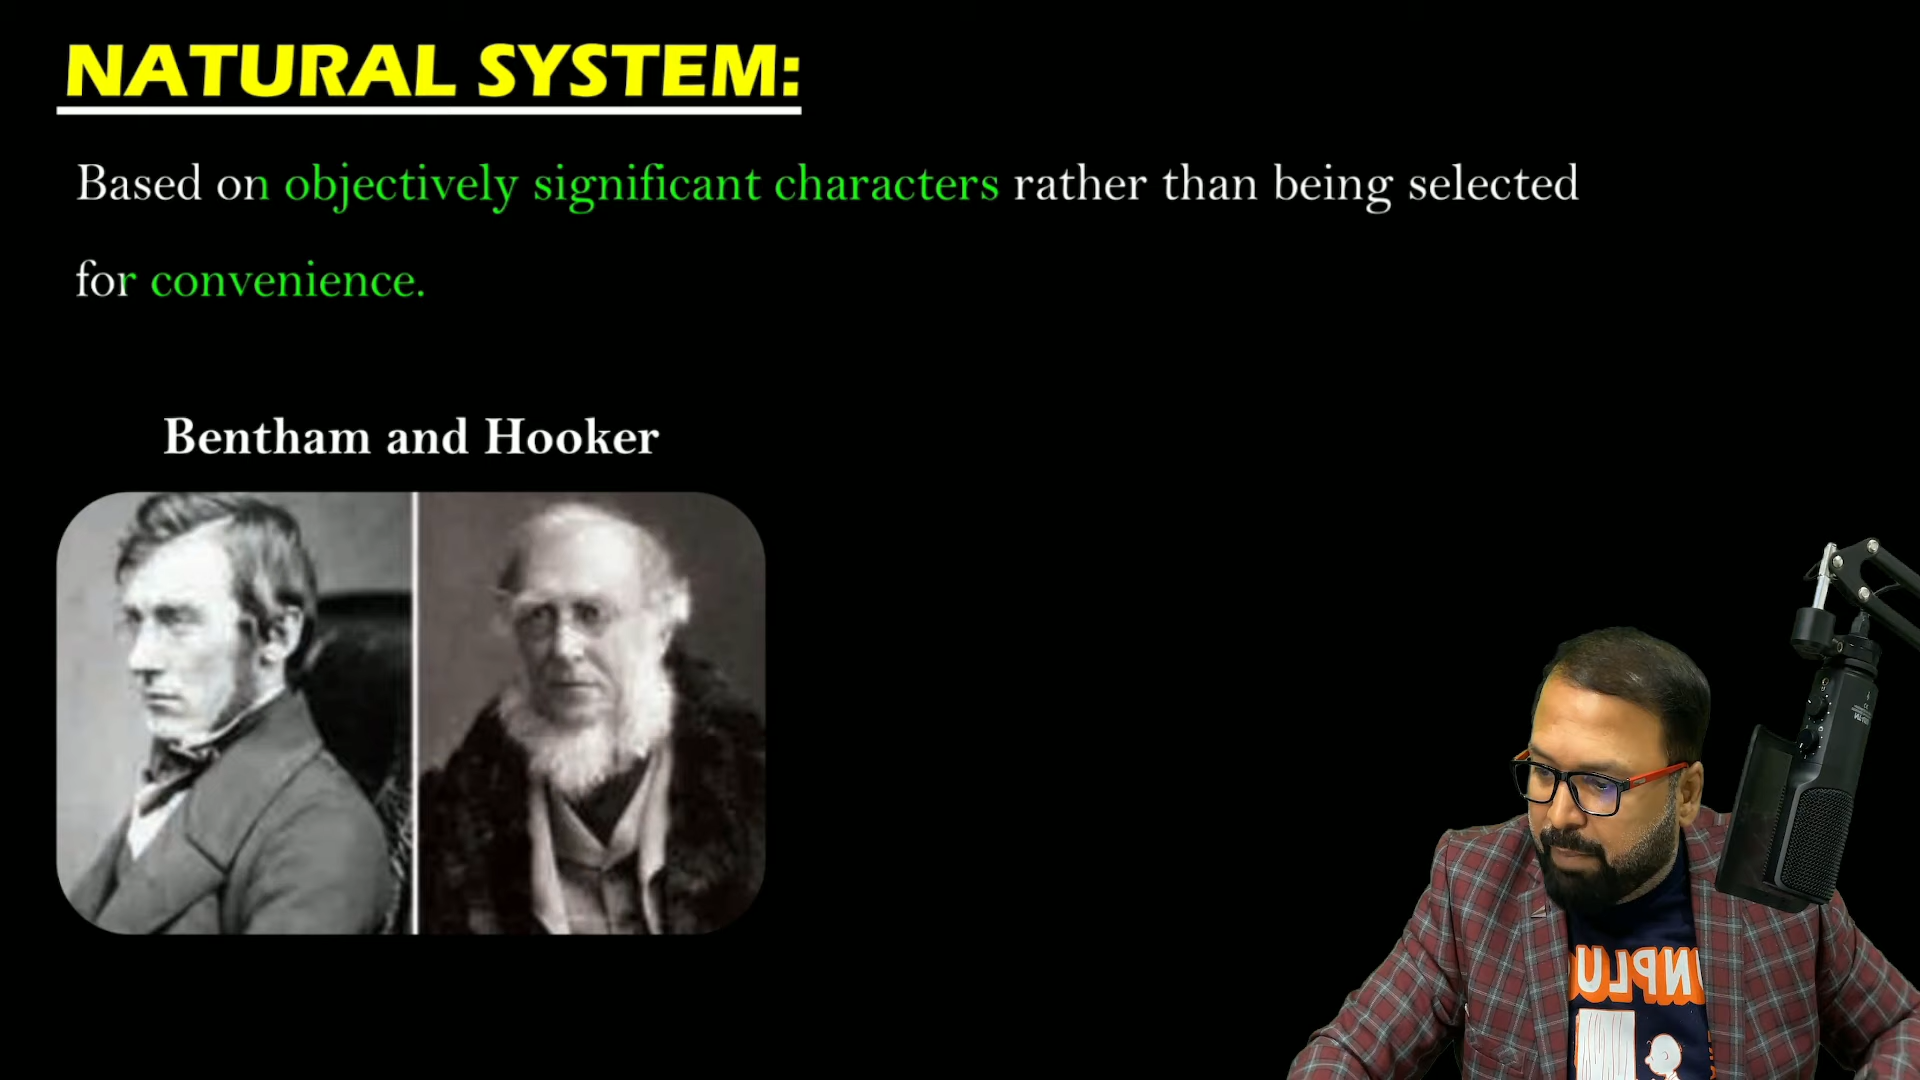 NATURAL SYSTEM:
Based on objectively significant characters rather than being selected
for convenience.
Bentham and Hooker